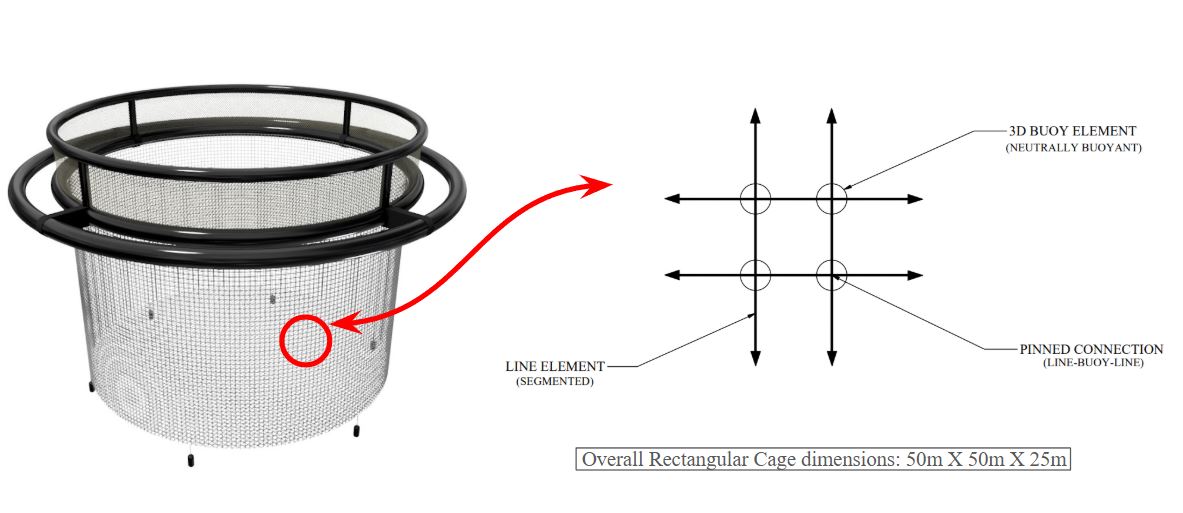 3D BUOY ELEMENT
(NEUTRALLY BUOYANT)
LINE ELEMENT
(SEGMENTED)
PINNED CONNECTION
(LINE-BUOY-LINE)
Overall Rectangular Cage dimensions: 50m X 50m X 25m